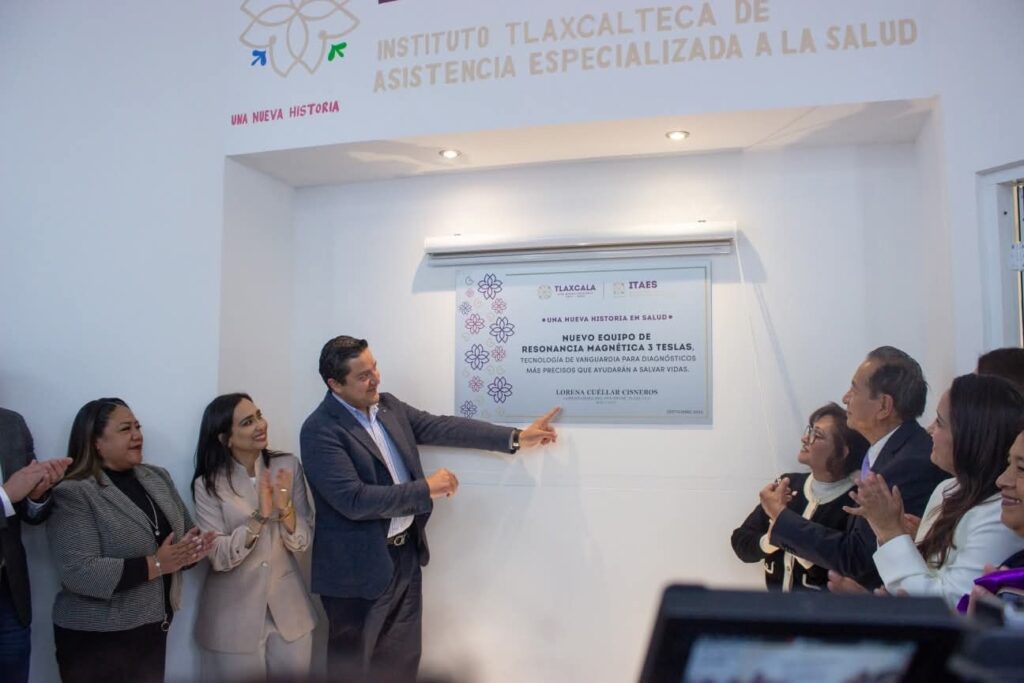 INSTITUTO TLAXCALTECA DE
ASISTENCIA ESPECIALIZADA A LA SALUD
UNA NUEVA HISTORIA
TLAXCALA
ITAES
UNA NUEVA HISTORIA EN SALUD
NUEVO EQUIPO DE
RESONANCIA MAGNÉTICA 3 TESLAS,
TECNOLOGÍA DE VANGUARDIA PARA DIAGNÓSTICOS
MÁS PRECISOS QUE AYUDARÁN A SALVAR VIDAS.
LORENA CUÉLLAR CISNEROS
SEPTIEMBRE 2025